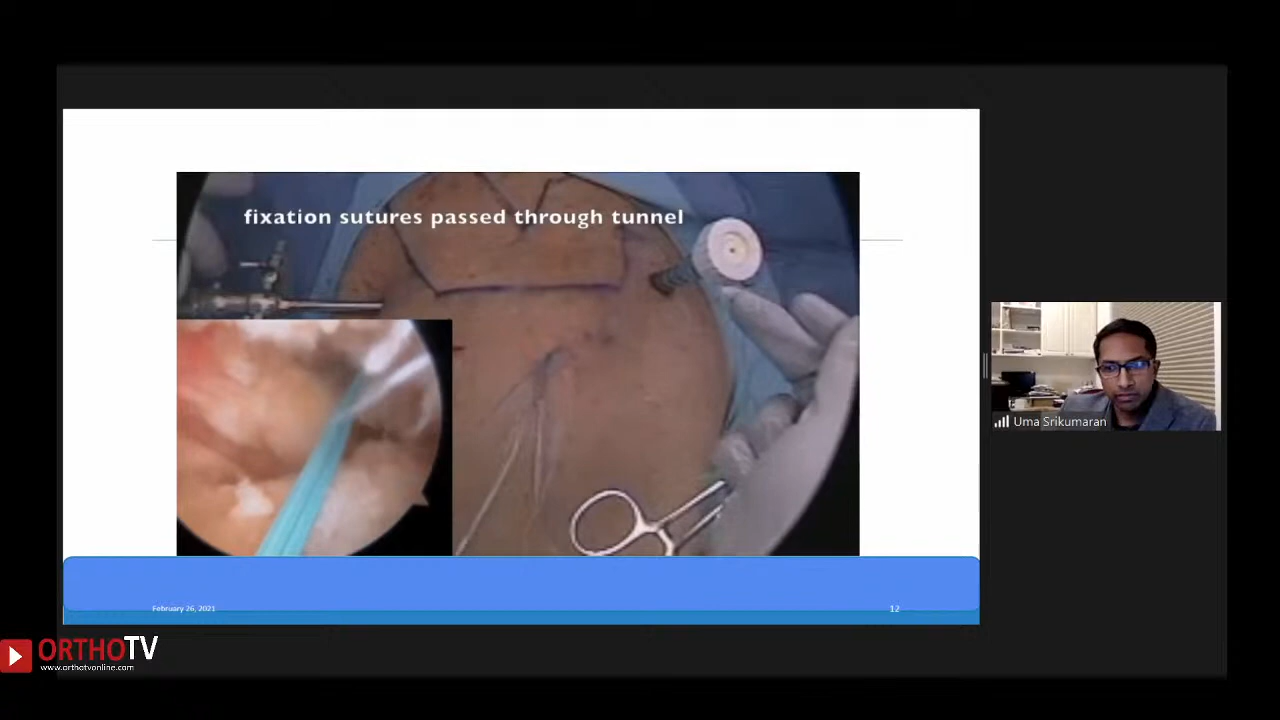 fixation sutures passed through tunnel
Uma Srikumaran
February 26, 2021
12
ORTHOTV
www.orthotvonline.com